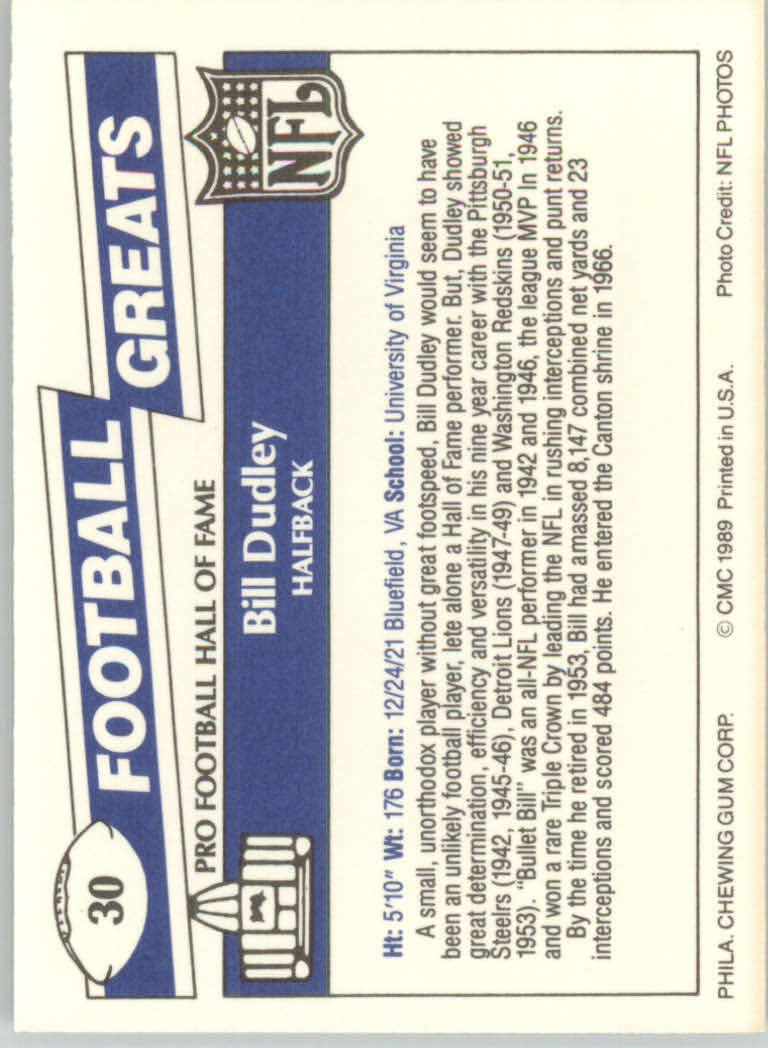 30
FOOTBALL
GREATS
PRO FOOTBALL HALL OF FAME
Bill Dudley
HALFBACK
NFL
Ht: 5'10" Wt: 176 Born: 12/24/21 Bluefield, VA School: University of Virginia
A small, unorthodox player without great footspeed, Bill Dudley would seem to have
been an unlikely football player, lete alone a Hall of Fame performer. But, Dudley showed
great determination, efficiency and versatility in his nine year career with the Pittsburgh
Steelrs (1942, 1945-46), Detroit Lions (1947-49) and Washington Redskins (1950-51,
1953). "Bullet Bill" was an all-NFL performer in 1942 and 1946, the league MVP in 1946
and won a rare Triple Crown by leading the NFL in rushing interceptions and punt returns.
By the time he retired in 1953, Bill had amassed 8,147 combined net yards and 23
interceptions and scored 484 points. He entered the Canton shrine in 1966.
PHILA. CHEWING GUM CORP. © CMC 1989 Printed in U.S.A. Photo Credit: NFL PHOTOS